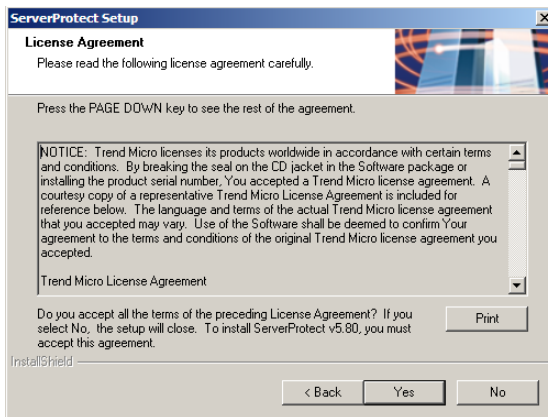 ServerProtect Setup
License Agreement
Please read the following license agreement carefully.
Press the PAGE DOWN key to see the rest of the agreement.
NOTICE:  Trend Micro licenses its products worldwide in accordance with certain terms
and conditions.  By breaking the seal on the CD jacket in the Software package or
installing the product serial number, You accepted a Trend Micro license agreement.  A
courtesy copy of a representative Trend Micro License Agreement is included for
reference below.  The language and terms of the actual Trend Micro license agreement
that you accepted may vary.  Use of the Software shall be deemed to confirm Your
agreement to the terms and conditions of the original Trend Micro license agreement you
accepted.
Trend Micro License Agreement
Do you accept all the terms of the preceding License Agreement?  If you
select No,  the setup will close.  To install ServerProtect v5.80, you must
accept this agreement.
Print
InstallShield
< Back
Yes
No